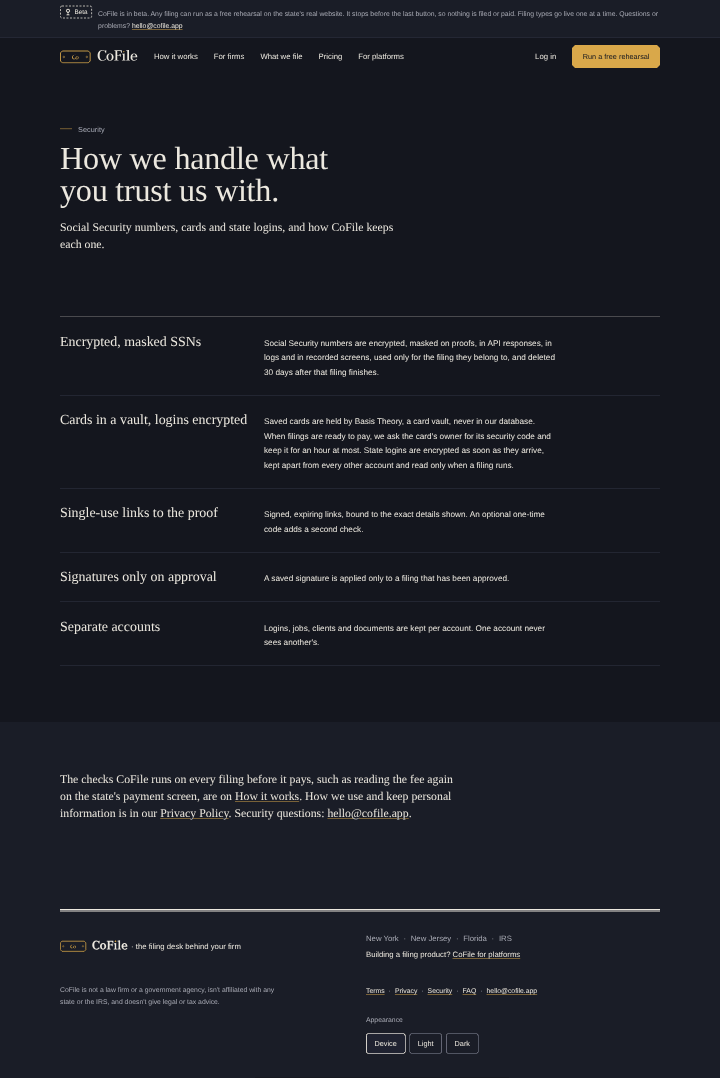 Beta
CoFile is in beta. Any filing can run as a free rehearsal on the state's real website. It stops before the last button, so nothing is filed or paid. Filing types go live one at a time. Questions or
problems? hello@cofile.app
Co CoFile How it works For firms What we file Pricing For platforms Log in Run a free rehearsal
Security
How we handle what
you trust us with.
Social Security numbers, cards and state logins, and how CoFile keeps
each one.
Encrypted, masked SSNs
Social Security numbers are encrypted, masked on proofs, in API responses, in
logs and in recorded screens, used only for the filing they belong to, and deleted
30 days after that filing finishes.
Cards in a vault, logins encrypted
Saved cards are held by Basis Theory, a card vault, never in our database.
When filings are ready to pay, we ask the card's owner for its security code and
keep it for an hour at most. State logins are encrypted as soon as they arrive,
kept apart from every other account and read only when a filing runs.
Single-use links to the proof
Signed, expiring links, bound to the exact details shown. An optional one-time
code adds a second check.
Signatures only on approval
A saved signature is applied only to a filing that has been approved.
Separate accounts
Logins, jobs, clients and documents are kept per account. One account never
sees another's.
The checks CoFile runs on every filing before it pays, such as reading the fee again
on the state's payment screen, are on How it works. How we use and keep personal
information is in our Privacy Policy. Security questions: hello@cofile.app.
Co CoFile · the filing desk behind your firm
CoFile is not a law firm or a government agency, isn't affiliated with any
state or the IRS, and doesn't give legal or tax advice.
New York · New Jersey · Florida · IRS
Building a filing product? CoFile for platforms
Terms · Privacy · Security · FAQ · hello@cofile.app
Appearance
Device Light Dark